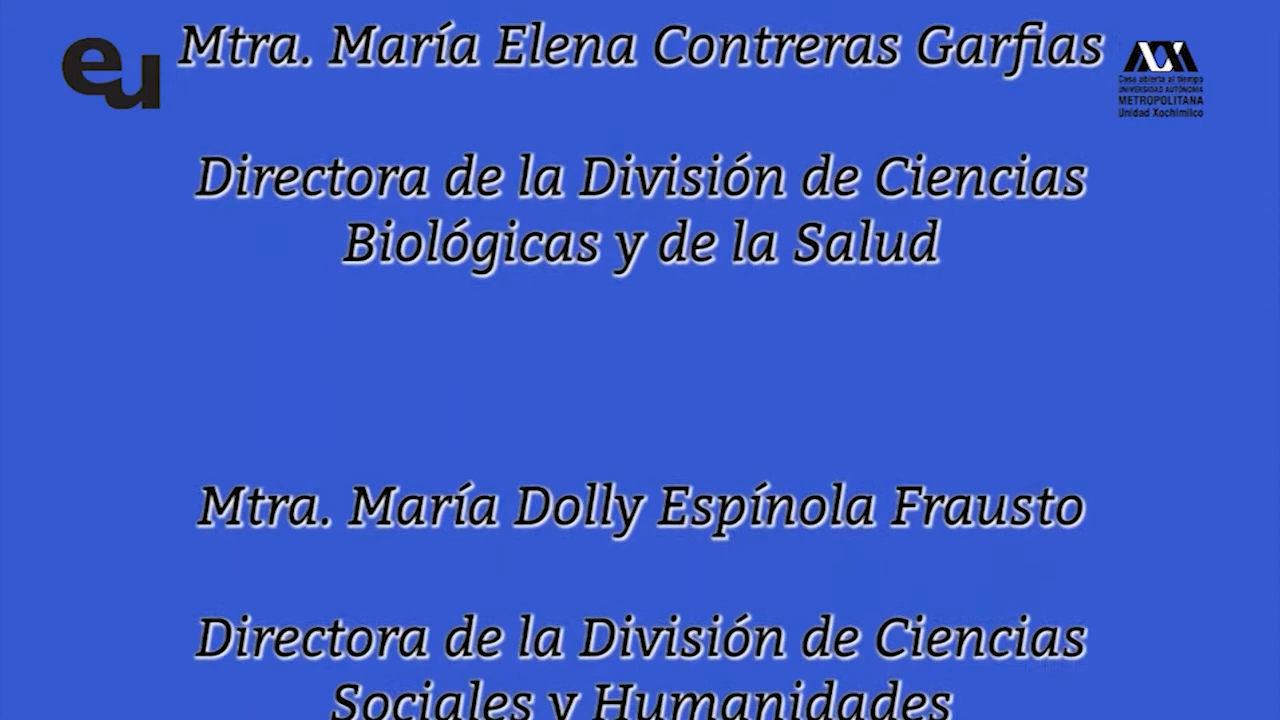 eu
Mtra. María Elena Contreras Garfias
Casa abierta al tiempo
UNIVERSIDAD AUTÓNOMA
METROPOLITANA
Unidad Xochimilco
Directora de la División de Ciencias
Biológicas y de la Salud
Mtra. María Dolly Espínola Frausto
Directora de la División de Ciencias
Sociales y Humanidades